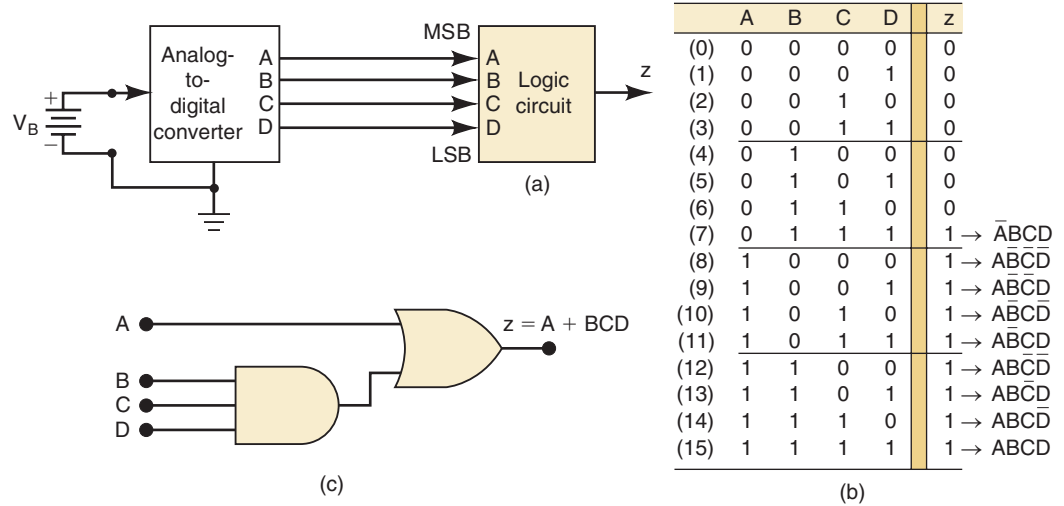 MSB
Analog-
to-
digital
converter
A
B
C
D
A
B
C
D
Logic
circuit
z
+
V_B
−
LSB
(a)
A
z = A + BCD
B
C
D
(c)
A B C D z
(0) 0 0 0 0 0
(1) 0 0 0 1 0
(2) 0 0 1 0 0
(3) 0 0 1 1 0
(4) 0 1 0 0 0
(5) 0 1 0 1 0
(6) 0 1 1 0 0
(7) 0 1 1 1 1 → A̅BCD
(8) 1 0 0 0 1 → AB̅C̅D̅
(9) 1 0 0 1 1 → AB̅C̅D
(10) 1 0 1 0 1 → AB̅CD̅
(11) 1 0 1 1 1 → AB̅CD
(12) 1 1 0 0 1 → ABC̅D̅
(13) 1 1 0 1 1 → ABC̅D
(14) 1 1 1 0 1 → ABCD̅
(15) 1 1 1 1 1 → ABCD
(b)